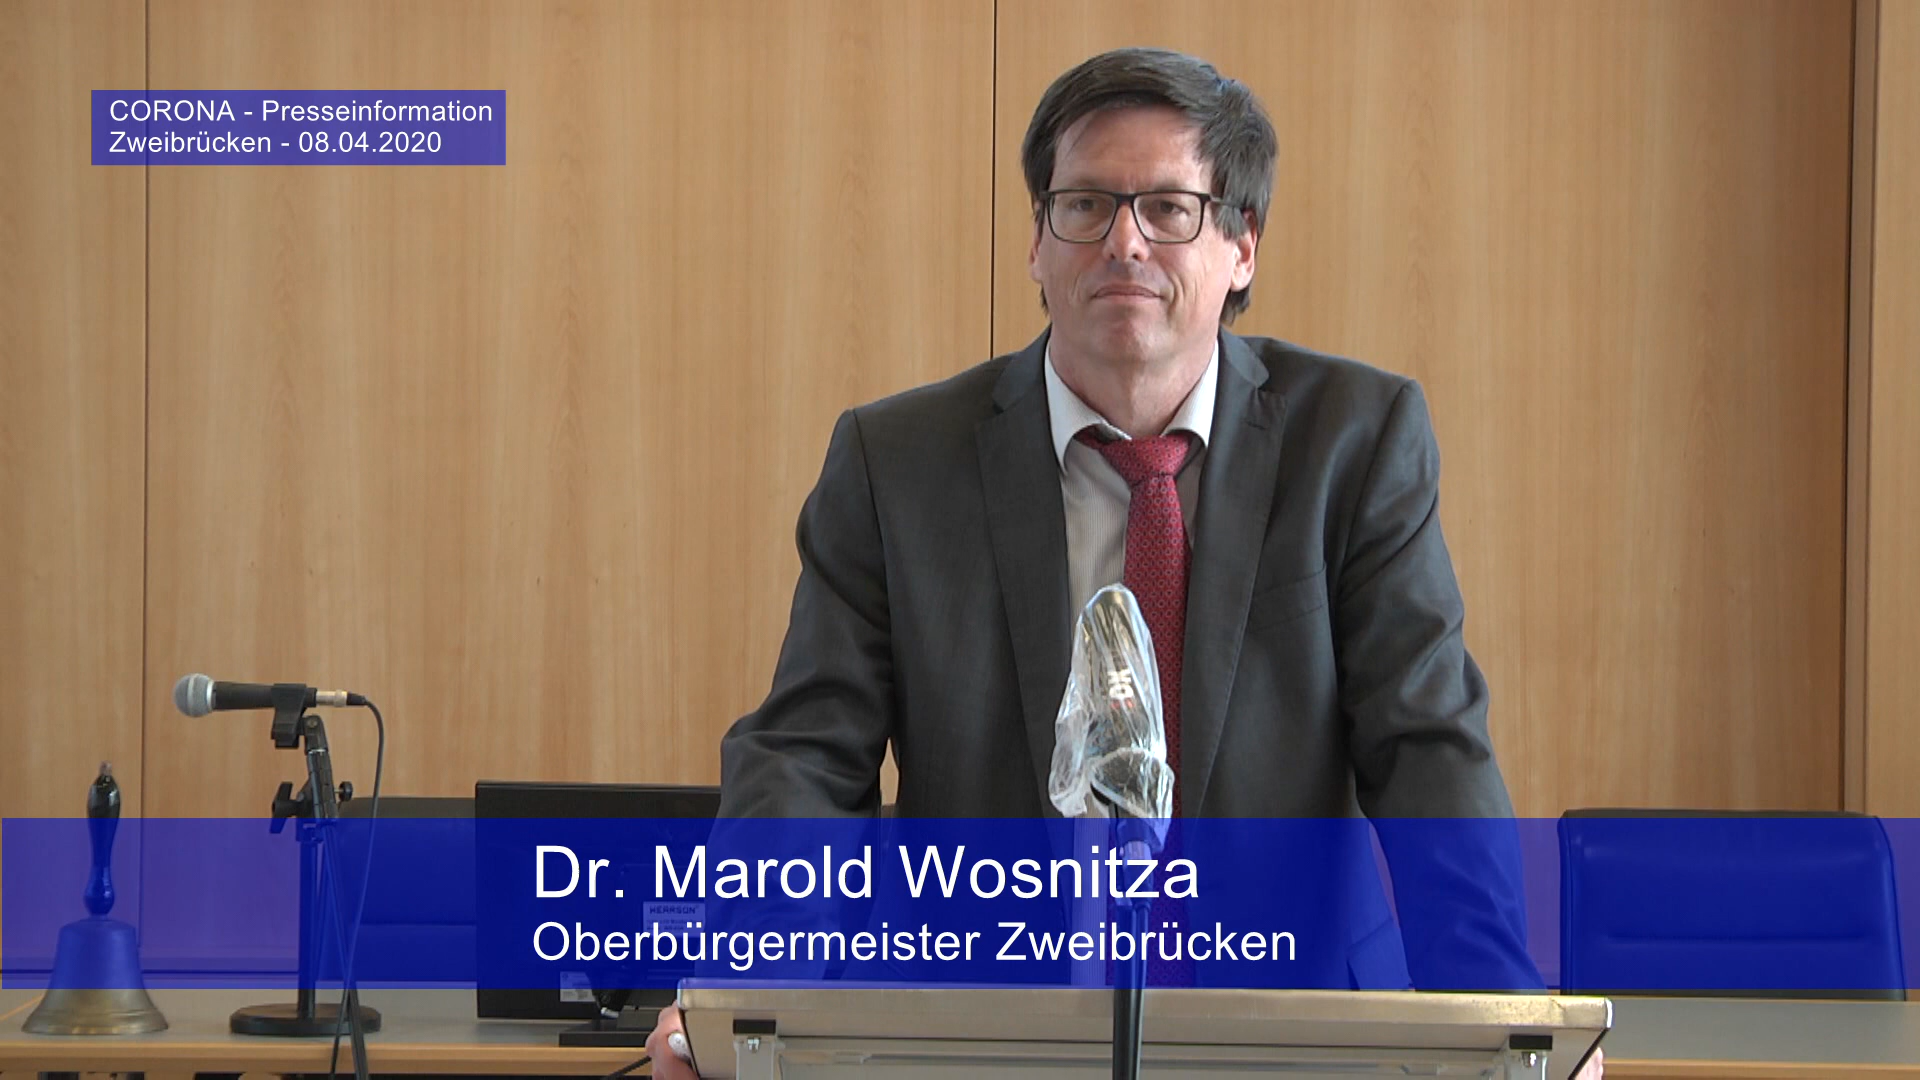 CORONA - Presseinformation
Zweibrücken - 08.04.2020
Dr. Marold Wosnitza
Oberbürgermeister Zweibrücken